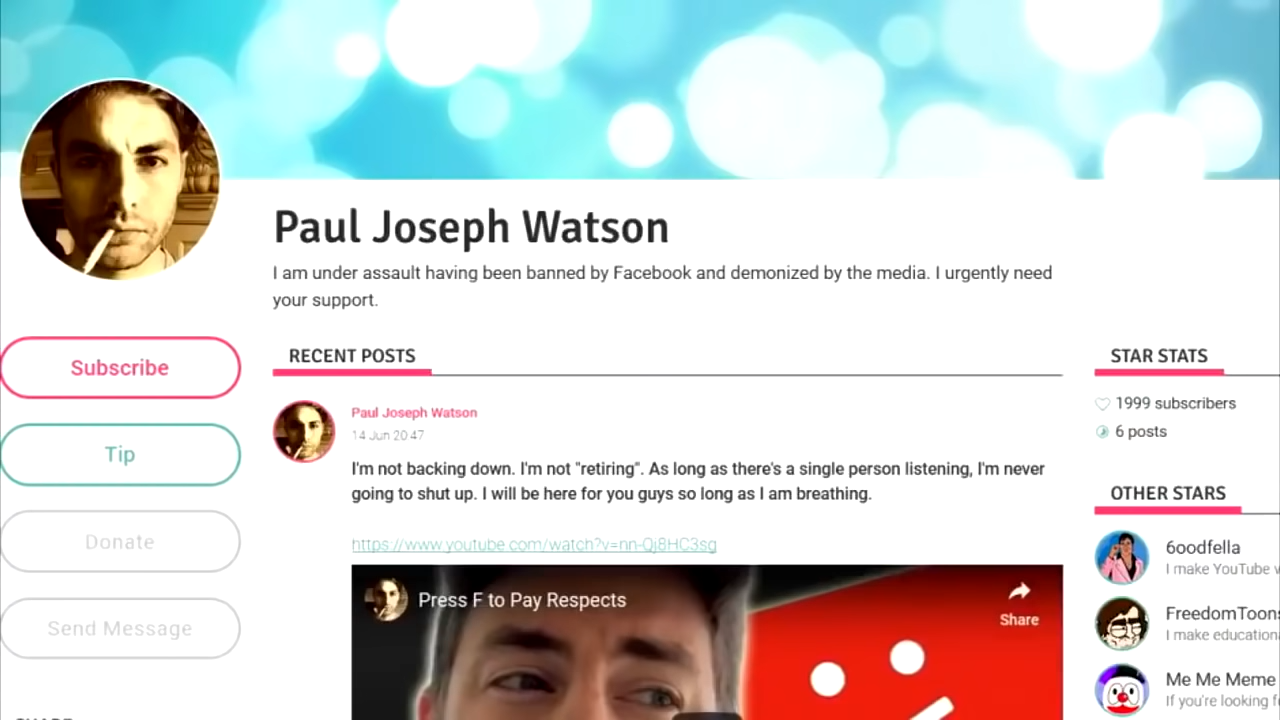 Paul Joseph Watson
I am under assault having been banned by Facebook and demonized by the media. I urgently need
your support.
Subscribe
Tip
Donate
Send Message
RECENT POSTS
Paul Joseph Watson
14 Jun 20:47
I'm not backing down. I'm not "retiring". As long as there's a single person listening, I'm never
going to shut up. I will be here for you guys so long as I am breathing.
https://www.youtube.com/watch?v=nn-Qj8HC3sg
Press F to Pay Respects
Share
STAR STATS
1999 subscribers
6 posts
OTHER STARS
6oodfella
I make YouTube v
FreedomToons
I make educationa
Me Me Meme
If you're looking f